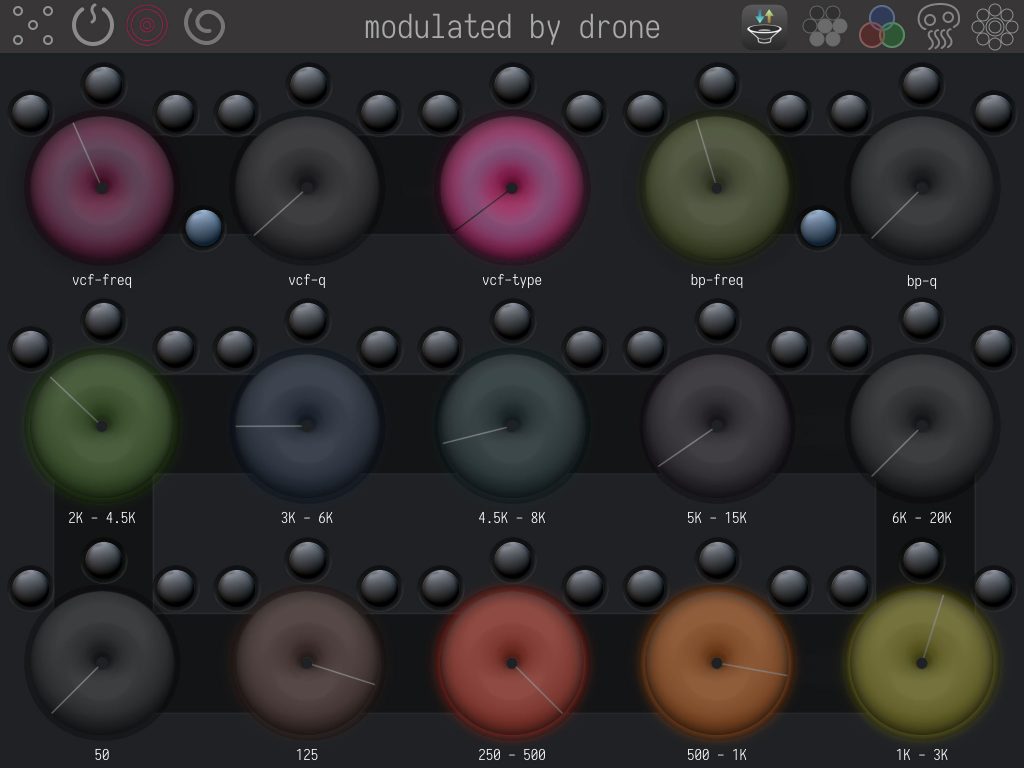 modulated by drone
vcf-freq
vcf-q
vcf-type
bp-freq
bp-q
2K - 4.5K
3K - 6K
4.5K - 8K
5K - 15K
6K - 20K
50
125
250 - 500
500 - 1K
1K - 3K